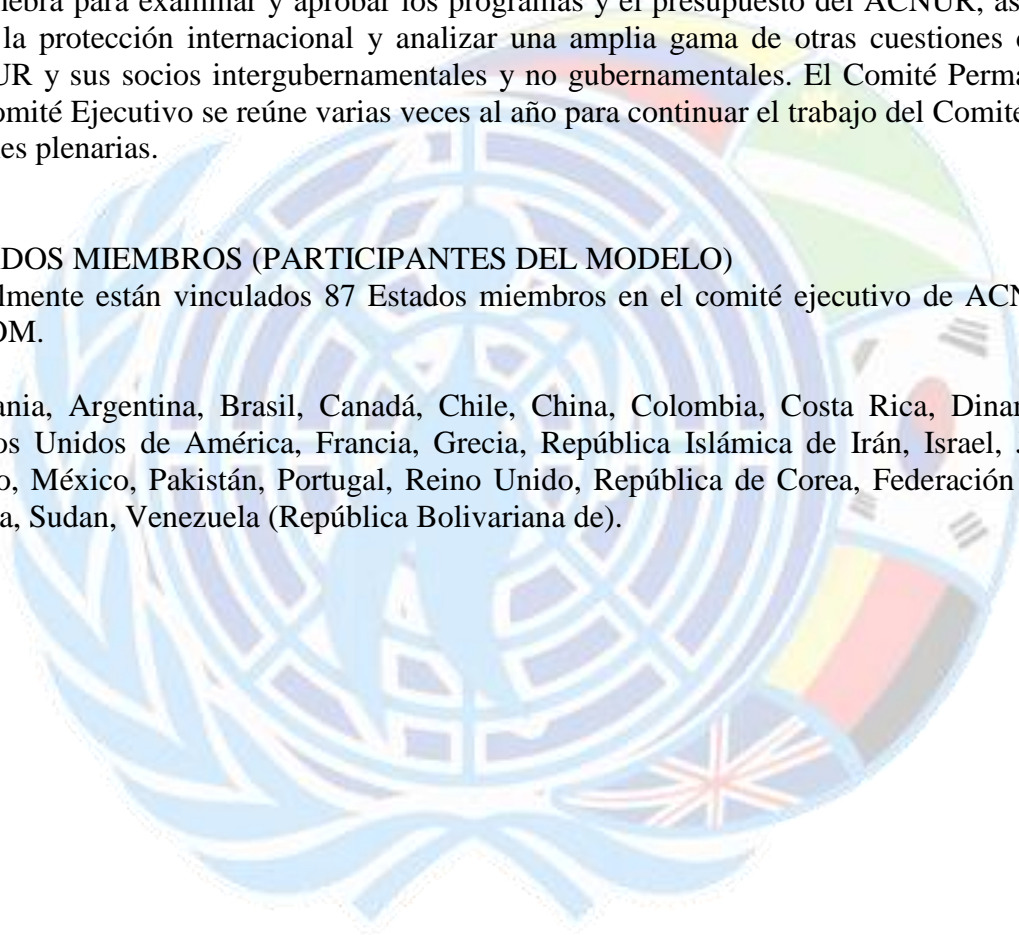 nebra para examinar y aprobar los programas y el presupuesto del ACNUR, as
la protección internacional y analizar una amplia gama de otras cuestiones
UR y sus socios intergubernamentales y no gubernamentales. El Comité Perma
omité Ejecutivo se reúne varias veces al año para continuar el trabajo del Comité
es plenarias.
DOS MIEMBROS (PARTICIPANTES DEL MODELO)
lmente están vinculados 87 Estados miembros en el comité ejecutivo de ACN
OM.
ania, Argentina, Brasil, Canadá, Chile, China, Colombia, Costa Rica, Dinar
os Unidos de América, Francia, Grecia, República Islámica de Irán, Israel,
o, México, Pakistán, Portugal, Reino Unido, República de Corea, Federación
a, Sudan, Venezuela (República Bolivariana de).